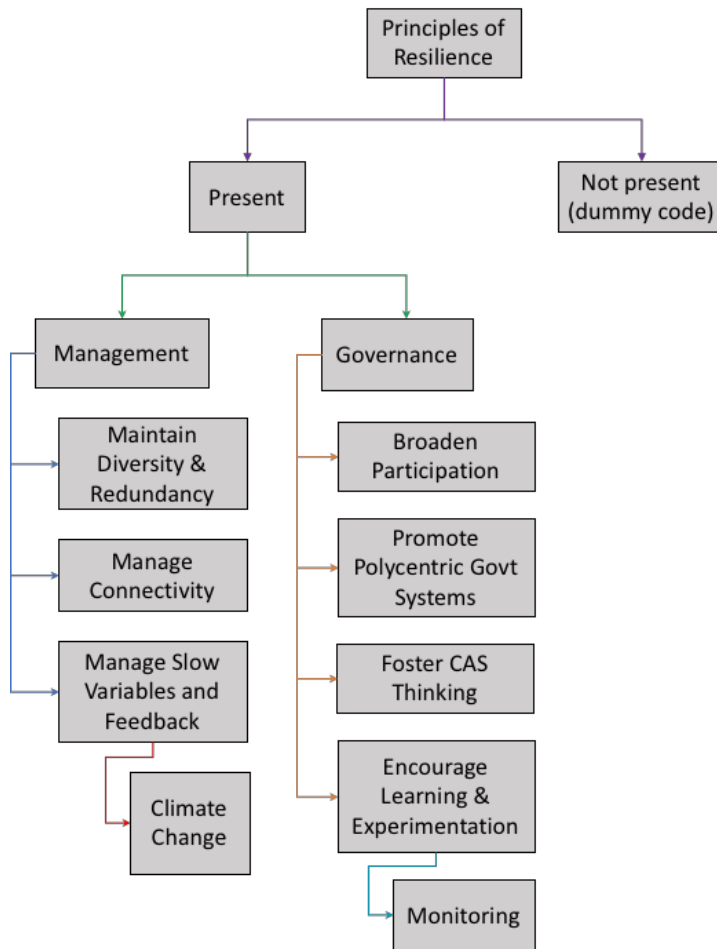 Principles of
Resilience
Present
Not present
(dummy code)
Management
Governance
Maintain
Diversity &
Redundancy
Manage
Connectivity
Manage Slow
Variables and
Feedback
Climate
Change
Broaden
Participation
Promote
Polycentric Govt
Systems
Foster CAS
Thinking
Encourage
Learning &
Experimentation
Monitoring